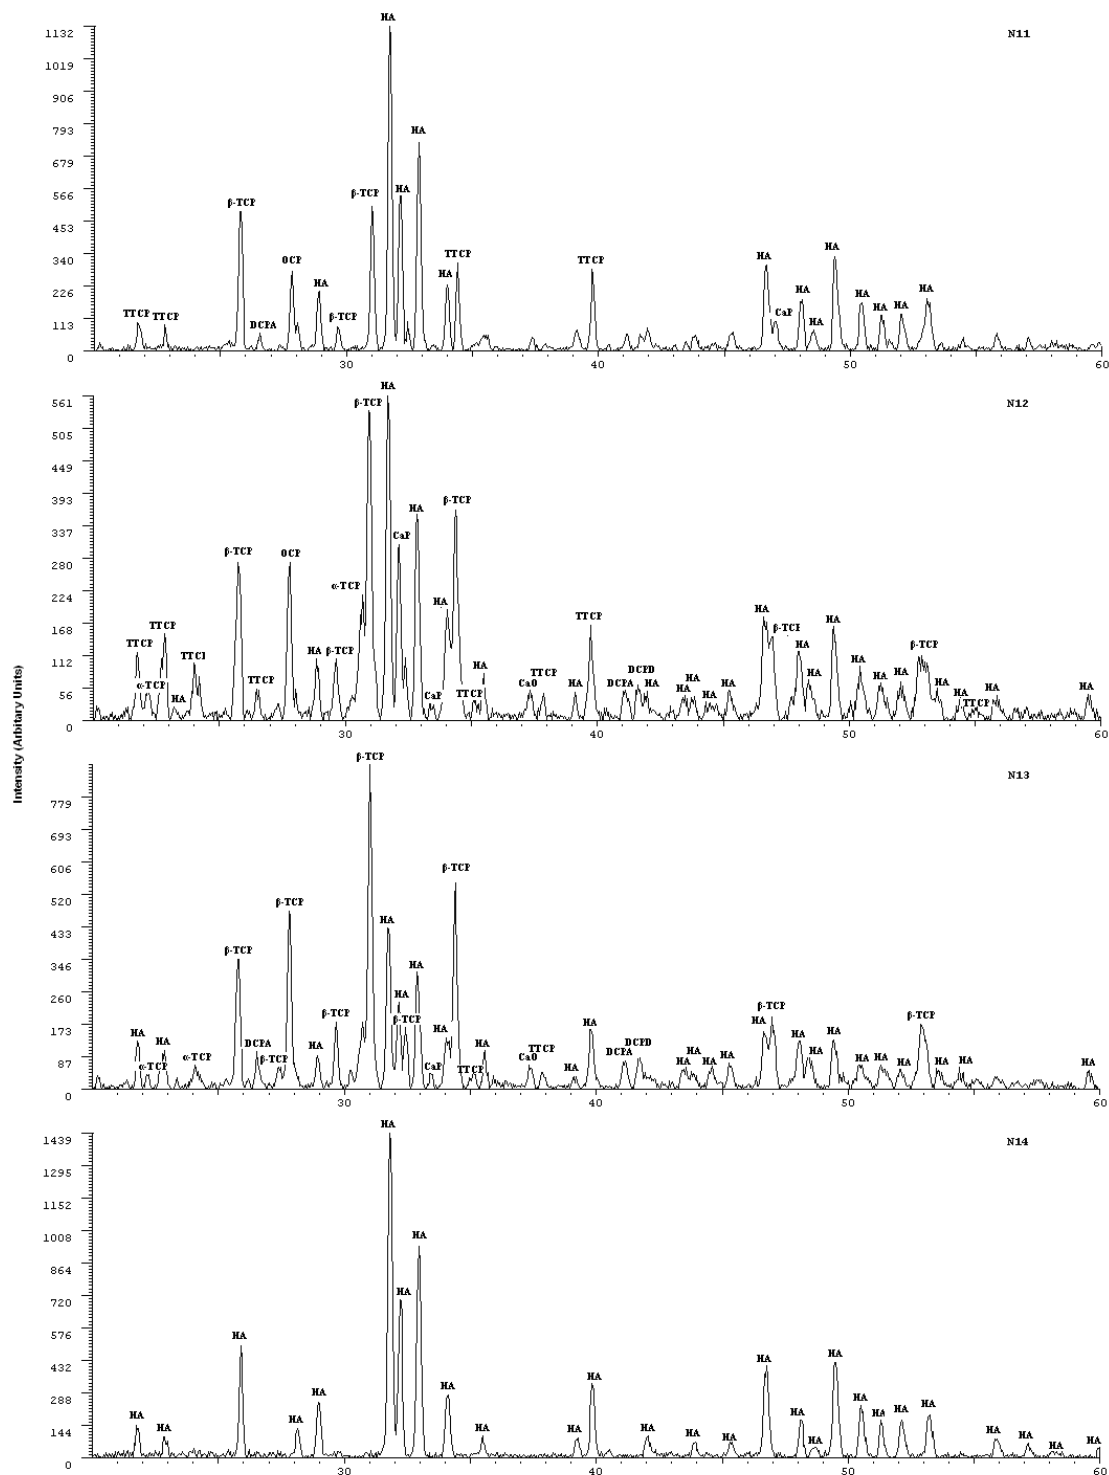 HA
1132
N11
1019
906
793
HA
679
β-TCP
HA
566
β-TCP
453
TTCP
TTCP
HA
340
OCP
HA
HA
226
HA
HA
HA
TTCP TTCP
β-TCP
CaP
HA
HA
113
DCPA
HA
0
30
40
50
60
HA
561
β-TCP
N12
505
β-TCP
449
HA
393
CaP
337
β-TCP OCP
280
α-TCP
HA
TTCP
HA
HA
224
TTCP
β-TCP
168
TTCP
HA
β-TCP
TTCI
HA β-TCP
HA
DCPD
HA
112
α-TCP
TTCP
TTCP
CaO
HA DCPA HA
HA
HA
HA
HA
HA
HA
HA
HA
56
HA
CaP
TTCP
HA
TTCP
0
30
40
50
60
Intensity (Arbitary Units)
β-TCP
N13
779
693
β-TCP
606
β-TCP
520
HA
433
β-TCP
HA
346
HA
HA
β-TCP
β-TCP
260
β-TCP
β-TCP
HA
HA
HA
HA
HA
173
HA
HA
DCPA
HA
HA
TTCP
DCPD
HA
HA
α-TCP
α-TCP
β-TCP
CaO
DCPA
HA
HA
HA
HA
HA
HA
HA
HA
87
CaP
TTCP
HA
0
30
40
50
60
HA
1439
N14
1295
1152
HA
1008
864
HA
720
HA
576
HA
HA
432
HA
HA
HA
288
HA
HA
HA
HA
HA
HA
HA
144
HA
HA
HA
HA
HA
HA
HA
HA
HA
HA
HA
HA
0
30
40
50
60